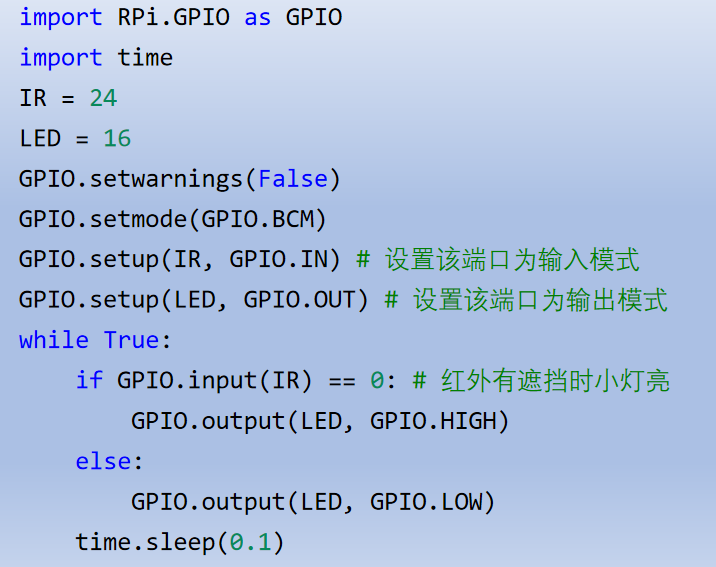 import RPi.GPIO as GPIO
import time
IR = 24
LED = 16
GPIO.setwarnings(False)
GPIO.setmode(GPIO.BCM)
GPIO.setup(IR, GPIO.IN) # 设置该端口为输入模式
GPIO.setup(LED, GPIO.OUT) # 设置该端口为输出模式
while True:
    if GPIO.input(IR) == 0: # 红外有遮挡时小灯亮
        GPIO.output(LED, GPIO.HIGH)
    else:
        GPIO.output(LED, GPIO.LOW)
    time.sleep(0.1)